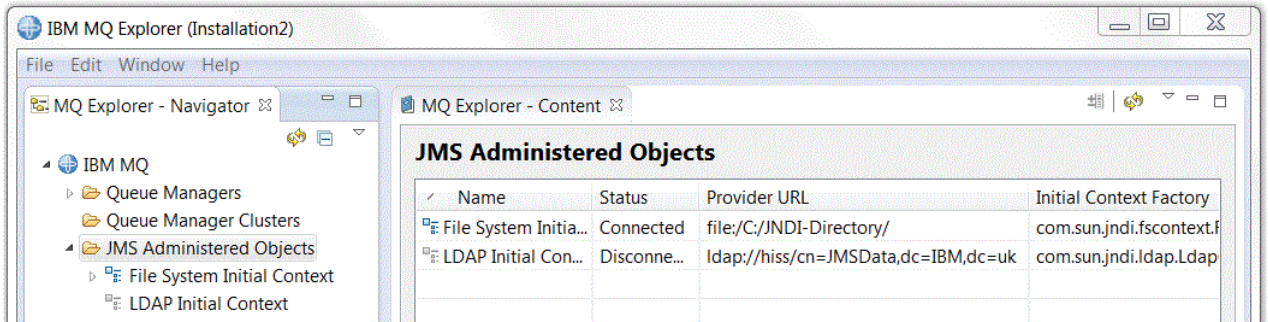 IBM MQ Explorer (Installation2)
File Edit Window Help
MQ Explorer - Navigator
IBM MQ
Queue Managers
Queue Manager Clusters
JMS Administered Objects
File System Initial Context
LDAP Initial Context
MQ Explorer - Content
JMS Administered Objects
Name Status Provider URL Initial Context Factory
File System Initia... Connected file:/C:/JNDI-Directory/ com.sun.jndi.fscontext.F
LDAP Initial Con... Disconne... ldap://hiss/cn=JMSData,dc=IBM,dc=uk com.sun.jndi.ldap.Ldap